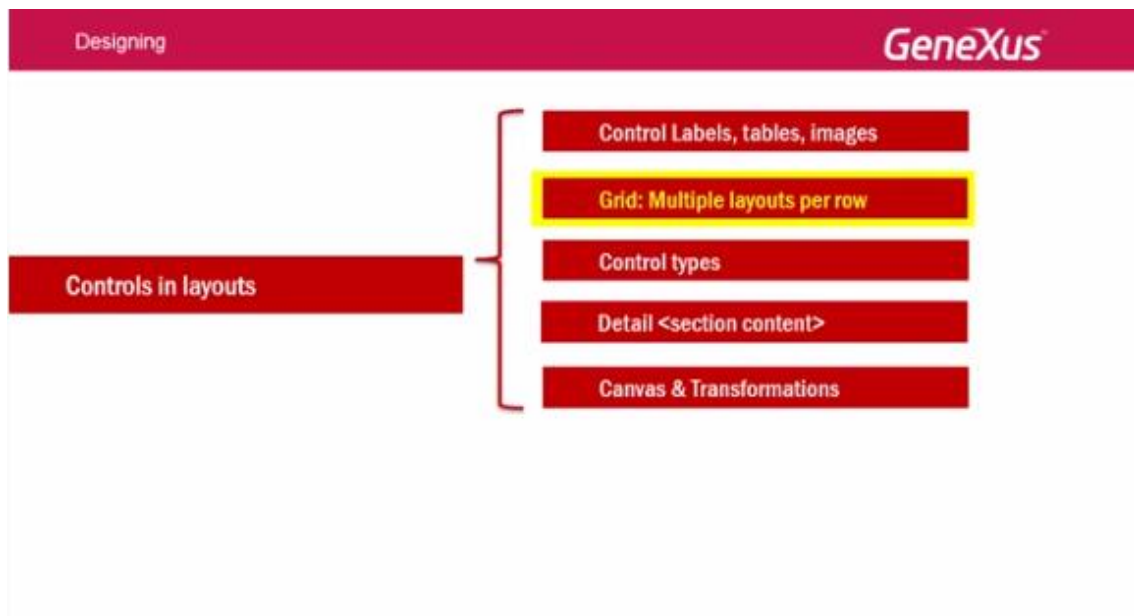 Designing
GeneXus
Control Labels, tables, images
Grid: Multiple layouts per row
Control types
Controls in layouts
Detail <section content>
Canvas & Transformations